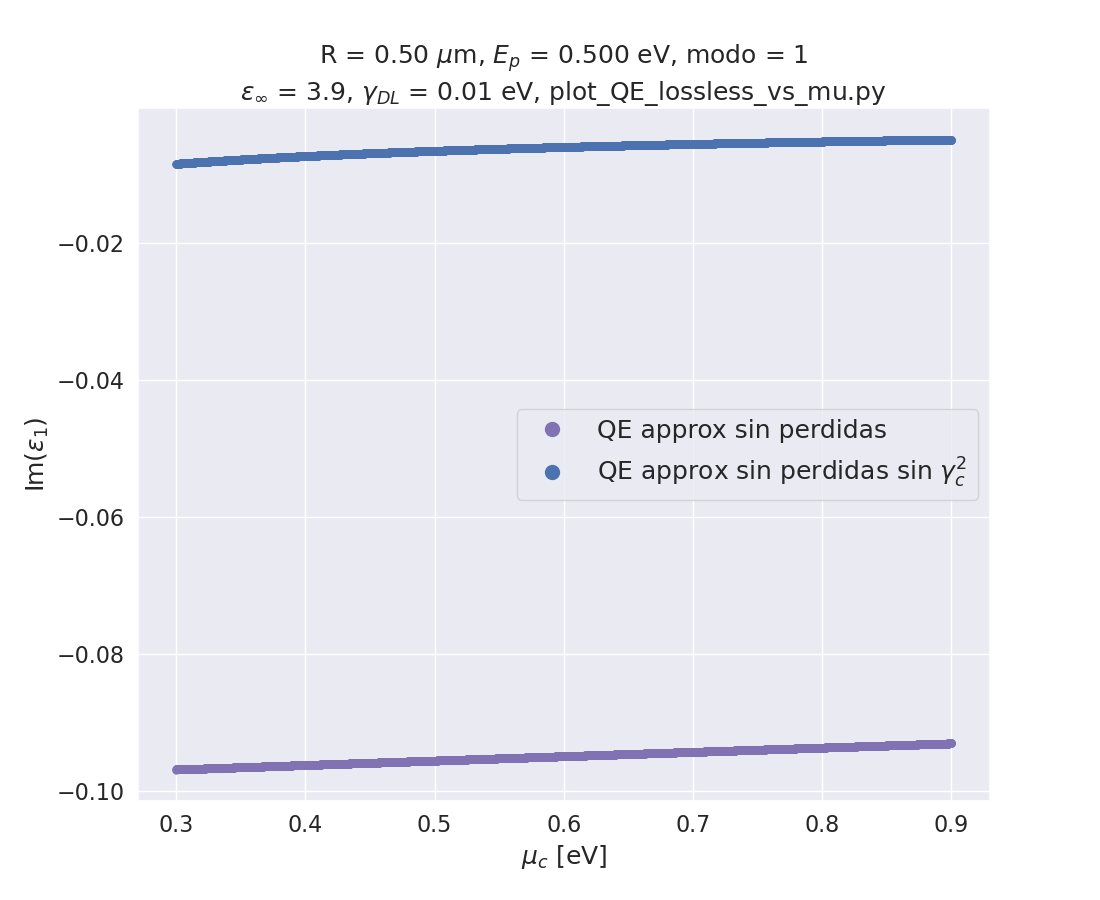 R = 0.50 μm, E_p = 0.500 eV, modo = 1
ε_∞ = 3.9, γ_DL = 0.01 eV, plot_QE_lossless_vs_mu.py
−0.02
−0.04
−0.06
−0.08
−0.10
Im(ε_1)
QE approx sin perdidas
QE approx sin perdidas sin γ_c^2
0.3 0.4 0.5 0.6 0.7 0.8 0.9
μ_c [eV]